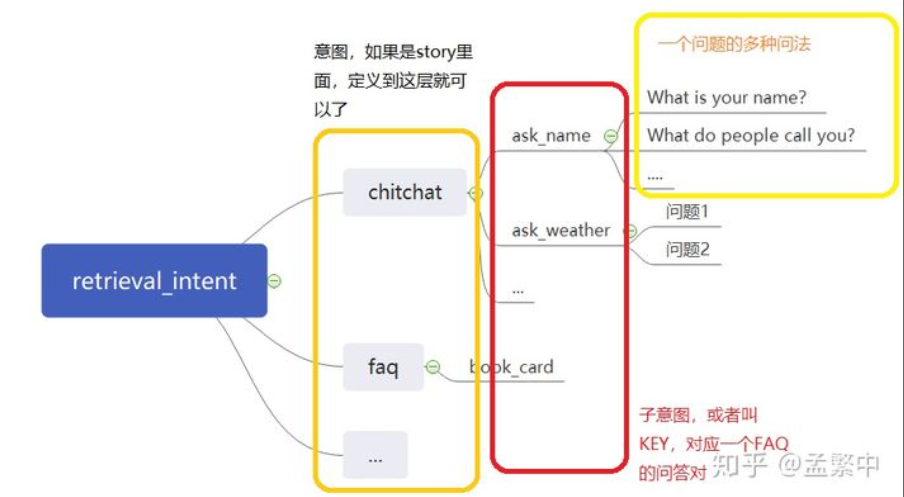 意图，如果是story里
面，定义到这层就可
以了
一个问题的多种问法
What is your name?
What do people call you?
....
ask_name
chitchat
ask_weather
问题1
问题2
...
retrieval_intent
faq
book_card
...
子意图，或者叫
KEY，对应一个FAQ
的问答对
知乎 @孟繁中